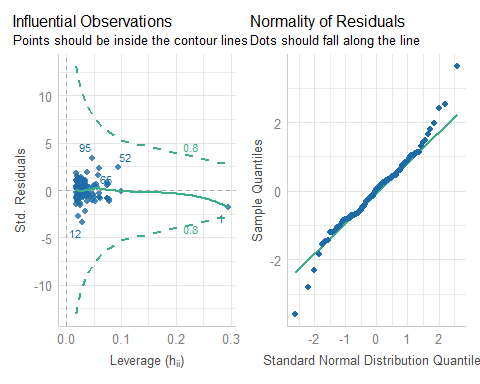 Influential Observations
Points should be inside the contour lines
10
5
0
-5
-10
Std. Residuals
95
52
66
12
0.8
0.8
0.0
0.1
0.2
0.3
Leverage (hii)
Normality of Residuals
Dots should fall along the line
2
0
-2
Sample Quantiles
-2
-1
0
1
2
Standard Normal Distribution Quantile